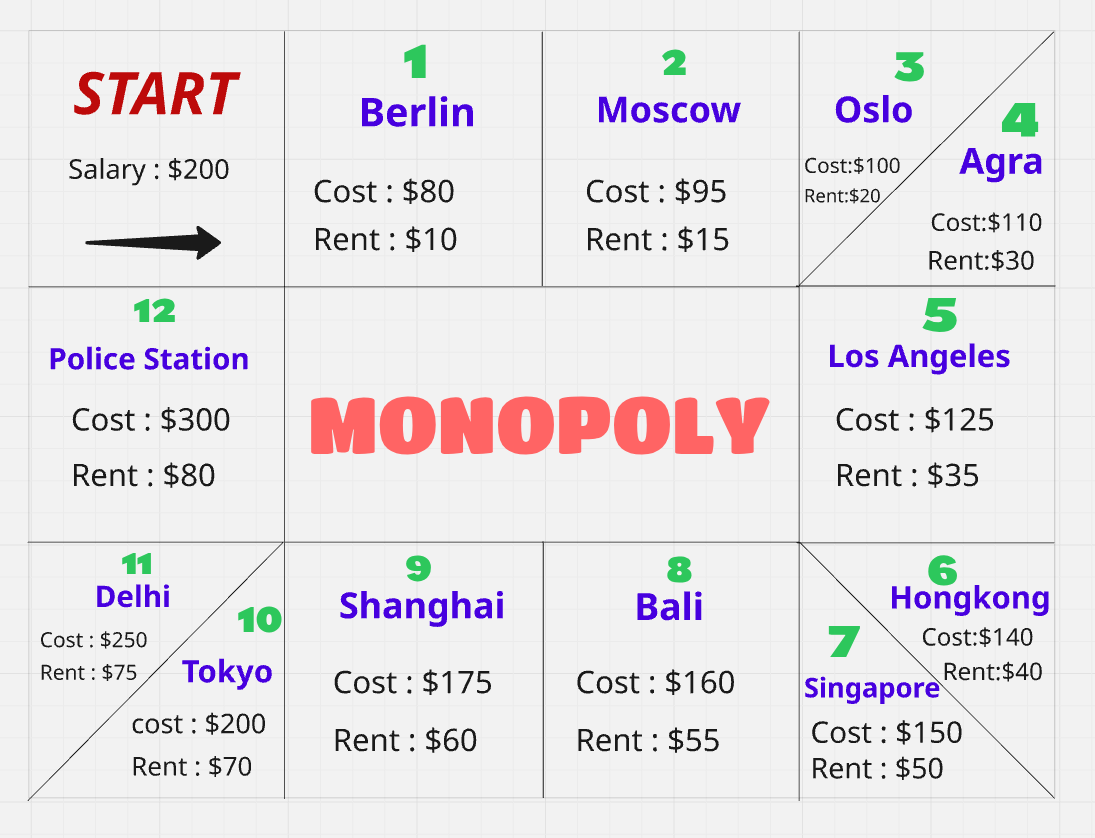 START
Salary : $200
1
Berlin
Cost : $80
Rent : $10
2
Moscow
Cost : $95
Rent : $15
3
Oslo
Cost:$100
Rent:$20
4
Agra
Cost:$110
Rent:$30
12
Police Station
Cost : $300
Rent : $80
MONOPOLY
5
Los Angeles
Cost : $125
Rent : $35
11
Delhi
Cost : $250
Rent : $75
10
Tokyo
cost : $200
Rent : $70
9
Shanghai
Cost : $175
Rent : $60
8
Bali
Cost : $160
Rent : $55
7
Singapore
Cost : $150
Rent : $50
6
Hongkong
Cost:$140
Rent:$40